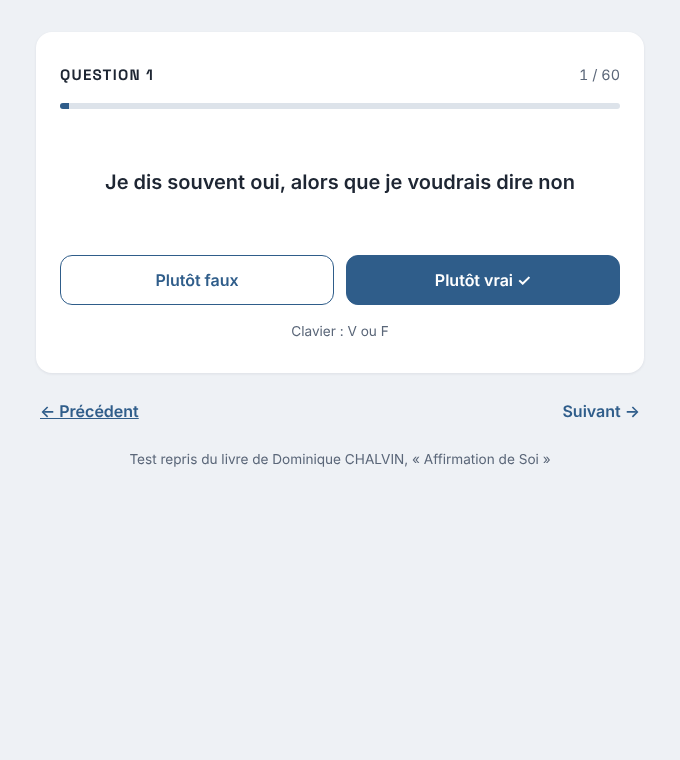 QUESTION 1
1 / 60
Je dis souvent oui, alors que je voudrais dire non
Plutôt faux
Plutôt vrai ✓
Clavier : V ou F
← Précédent
Suivant →
Test repris du livre de Dominique CHALVIN, « Affirmation de Soi »